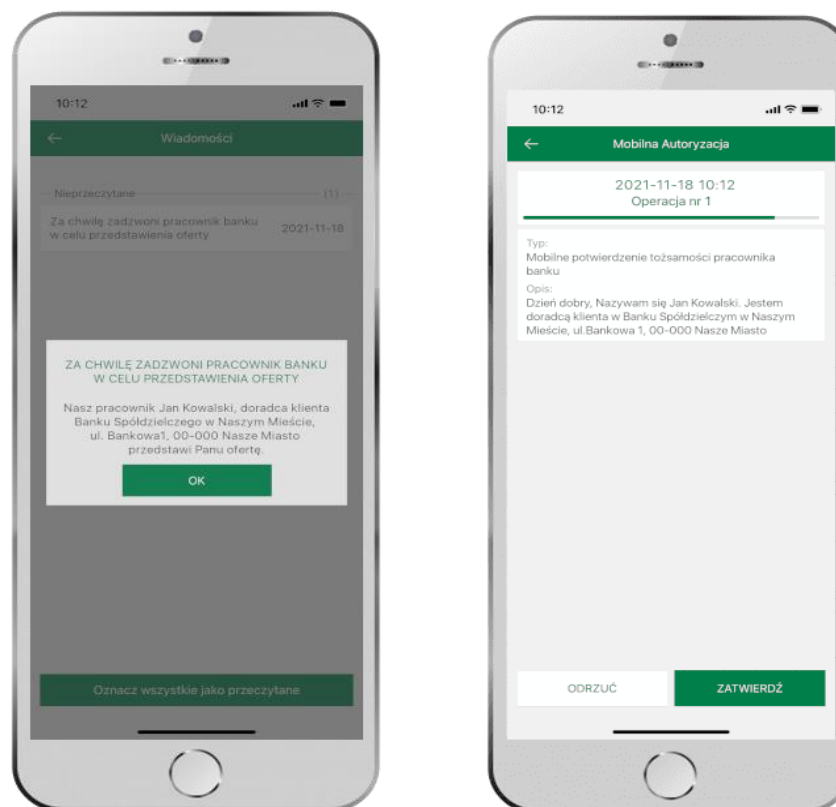 10:12
Wiadomości
Nieprzeczytane (1)
Za chwilę zadzwoni pracownik banku
w celu przedstawienia oferty 2021-11-18
ZA CHWILĘ ZADZWONI PRACOWNIK BANKU
W CELU PRZEDSTAWIENIA OFERTY
Nasz pracownik Jan Kowalski, doradca klienta
Banku Spółdzielczego w Naszym Mieście,
ul. Bankowa1, 00-000 Nasze Miasto
przedstawi Panu ofertę.
OK
Oznacz wszystkie jako przeczytane
10:12
Mobilna Autoryzacja
2021-11-18 10:12
Operacja nr 1
Typ:
Mobilne potwierdzenie tożsamości pracownika
banku
Opis:
Dzień dobry, Nazywam się Jan Kowalski. Jestem
doradcą klienta w Banku Spółdzielczym w Naszym
Mieście, ul.Bankowa 1, 00-000 Nasze Miasto
ODRZUĆ
ZATWIERDŹ